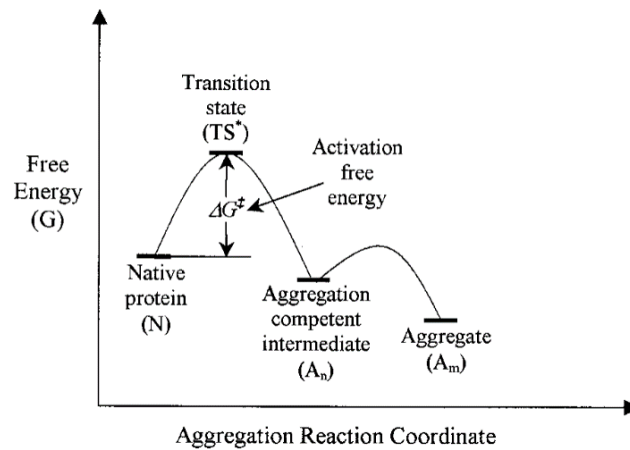 Transition
state
(TS*)
Free
Energy
(G)
Activation
free
energy
ΔG‡
Native
protein
(N)
Aggregation
competent
intermediate
(Aₙ)
Aggregate
(Aₘ)
Aggregation Reaction Coordinate